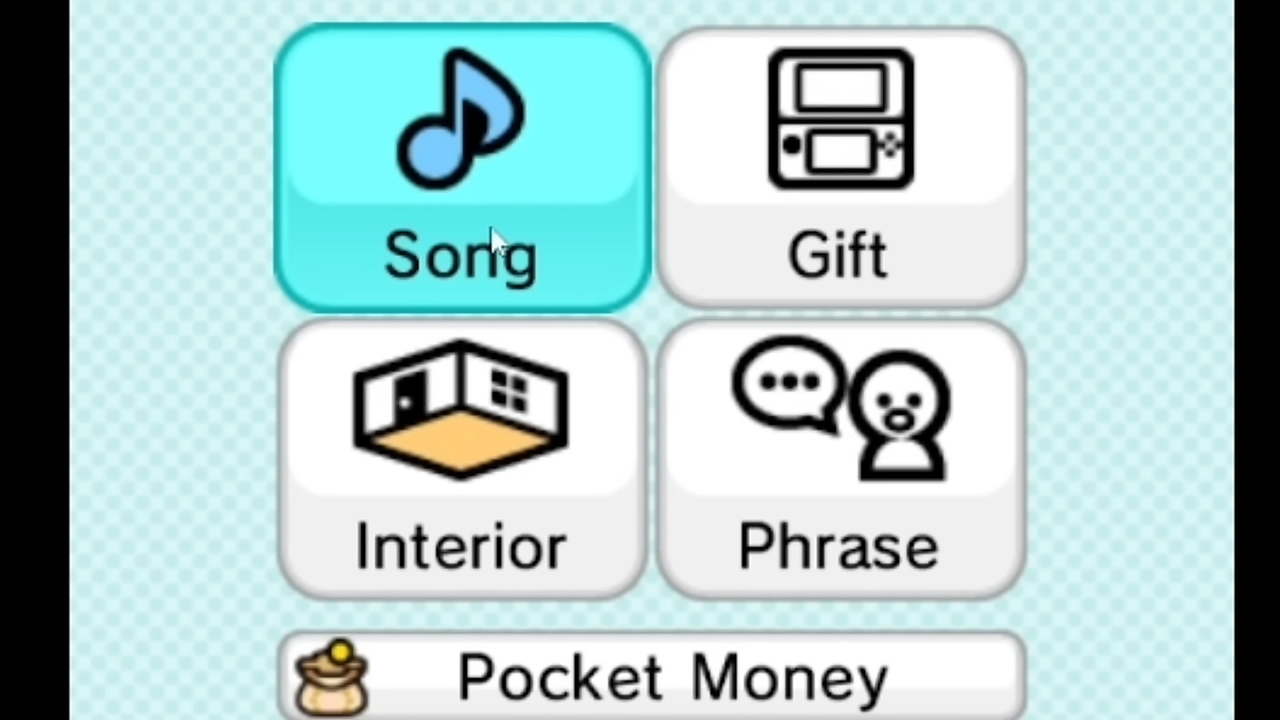 Song
Gift
Interior
Phrase
Pocket Money